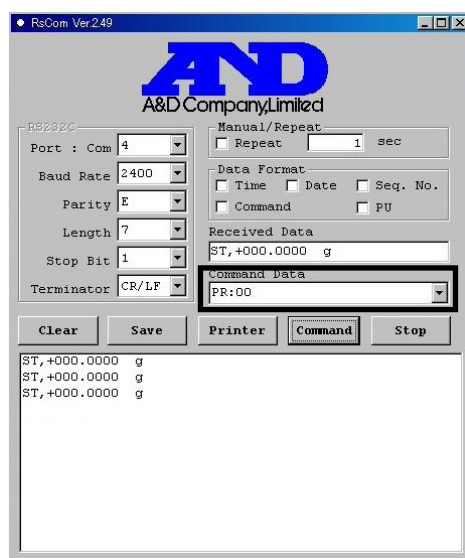 RsCom Ver.2.49
AND
A&D Company,Limited
RS232C
Port : Com 4
Baud Rate 2400
Parity E
Length 7
Stop Bit 1
Terminator CR/LF
Manual/Repeat
Repeat 1 sec
Data Format
Time Date Seq. No.
Command PU
Received Data
ST,+000.0000 g
Command Data
PR:00
Clear Save Printer Command Stop
ST,+000.0000 g
ST,+000.0000 g
ST,+000.0000 g